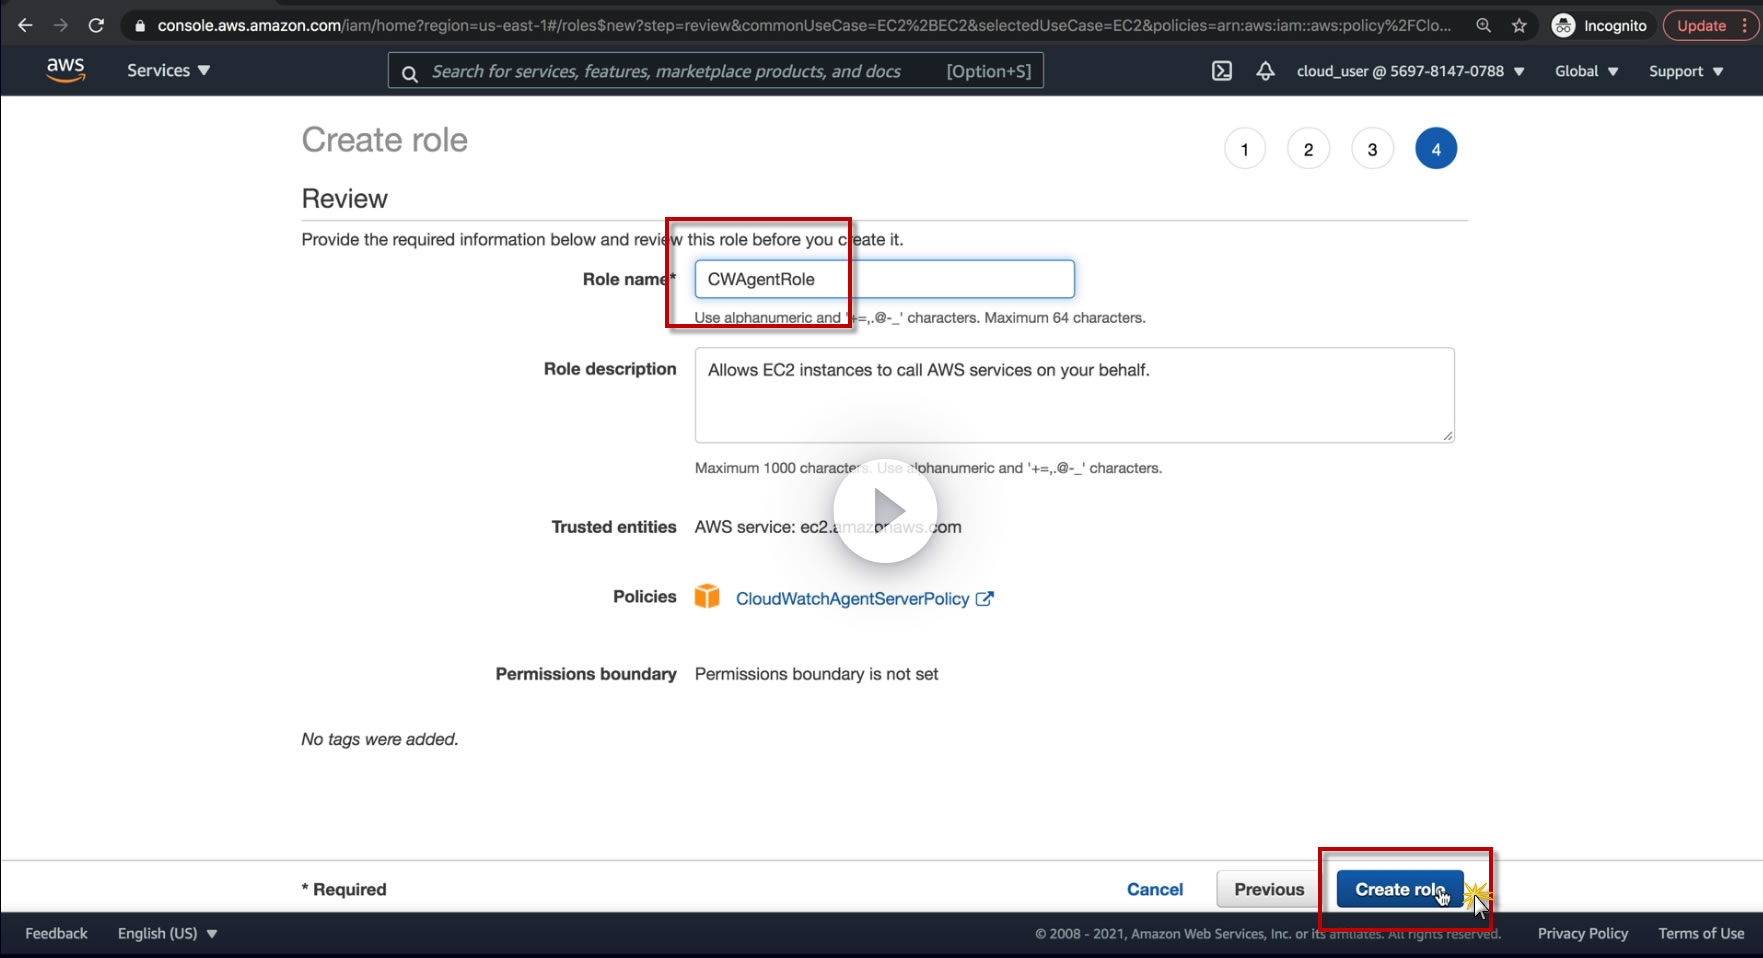 console.aws.amazon.com/iam/home?region=us-east-1#/roles$new?step=review&commonUseCase=EC2%2BEC2&selectedUseCase=EC2&policies=arn:aws:iam::aws:policy%2FClo...
Incognito
Update
aws
Services
Search for services, features, marketplace products, and docs
[Option+S]
cloud_user @ 5697-8147-0788
Global
Support
Create role
1
2
3
4
Review
Provide the required information below and review this role before you create it.
Role name*
CWAgentRole
Use alphanumeric and '+=,.@-_' characters. Maximum 64 characters.
Role description
Allows EC2 instances to call AWS services on your behalf.
Maximum 1000 characters. Use alphanumeric and '+=,.@-_' characters.
Trusted entities
AWS service: ec2.amazonaws.com
Policies
CloudWatchAgentServerPolicy
Permissions boundary
Permissions boundary is not set
No tags were added.
* Required
Cancel
Previous
Create role
Feedback
English (US)
© 2008 - 2021, Amazon Web Services, Inc. or its affiliates. All rights reserved.
Privacy Policy
Terms of Use